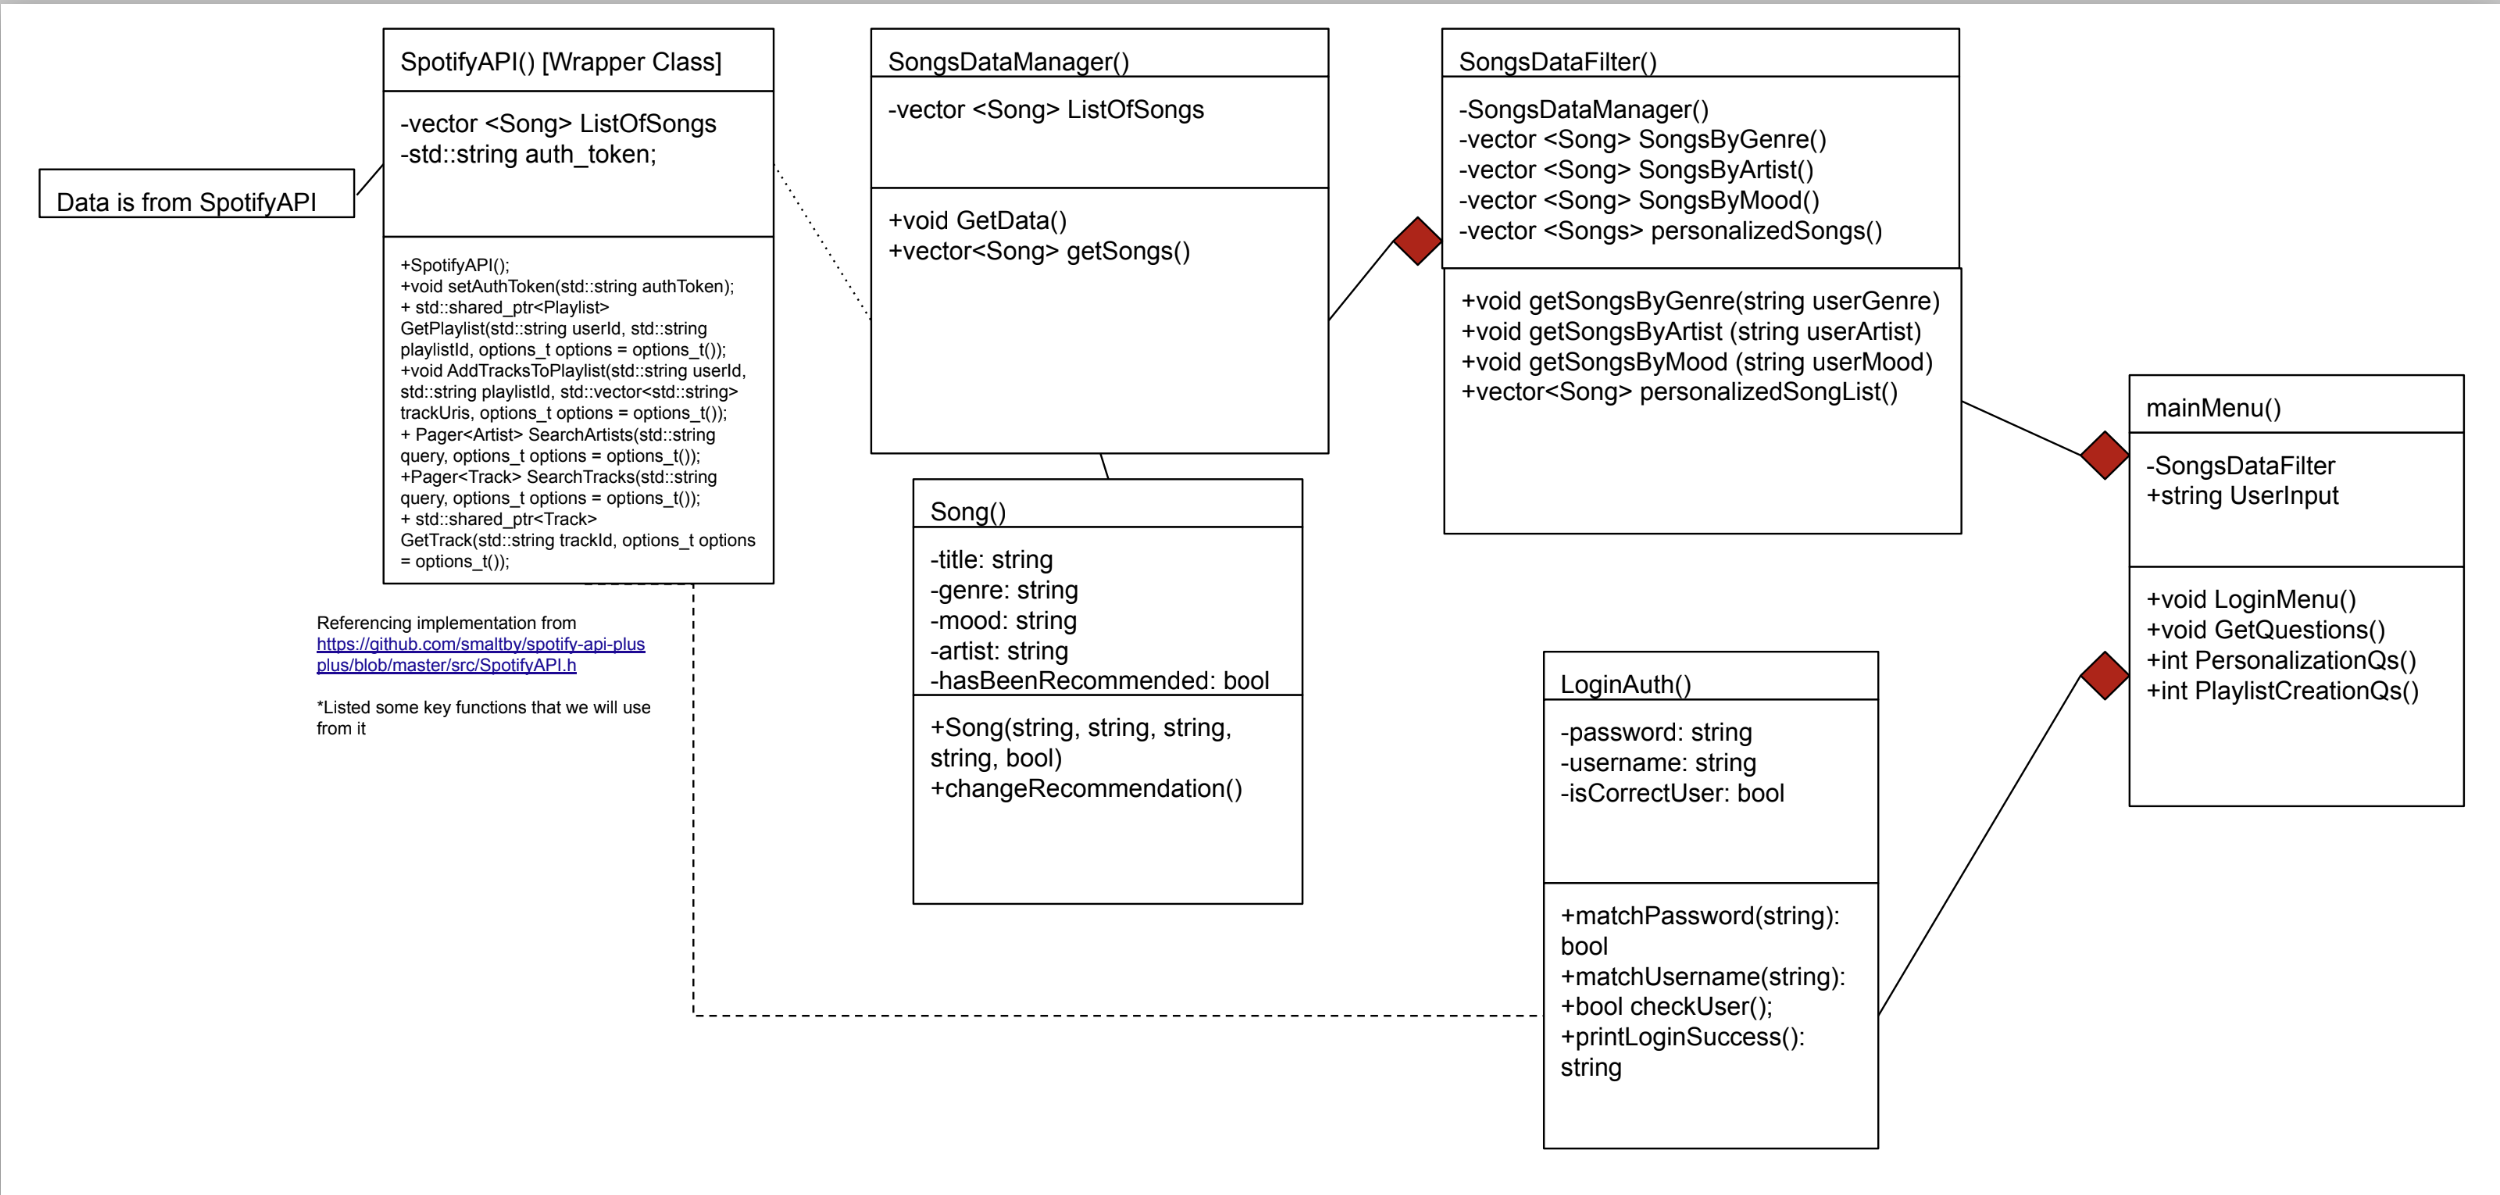 Data is from SpotifyAPI
SpotifyAPI() [Wrapper Class]
-vector <Song> ListOfSongs
-std::string auth_token;
+SpotifyAPI();
+void setAuthToken(std::string authToken);
+ std::shared_ptr<Playlist>
GetPlaylist(std::string userId, std::string
playlistId, options_t options = options_t());
+void AddTracksToPlaylist(std::string userId,
std::string playlistId, std::vector<std::string>
trackUris, options_t options = options_t());
+ Pager<Artist> SearchArtists(std::string
query, options_t options = options_t());
+Pager<Track> SearchTracks(std::string
query, options_t options = options_t());
+ std::shared_ptr<Track>
GetTrack(std::string trackId, options_t options
= options_t());
Referencing implementation from
https://github.com/smaltby/spotify-api-plus
plus/blob/master/src/SpotifyAPI.h
*Listed some key functions that we will use
from it
SongsDataManager()
-vector <Song> ListOfSongs
+void GetData()
+vector<Song> getSongs()
Song()
-title: string
-genre: string
-mood: string
-artist: string
-hasBeenRecommended: bool
+Song(string, string, string,
string, bool)
+changeRecommendation()
SongsDataFilter()
-SongsDataManager()
-vector <Song> SongsByGenre()
-vector <Song> SongsByArtist()
-vector <Song> SongsByMood()
-vector <Songs> personalizedSongs()
+void getSongsByGenre(string userGenre)
+void getSongsByArtist (string userArtist)
+void getSongsByMood (string userMood)
+vector<Song> personalizedSongList()
LoginAuth()
-password: string
-username: string
-isCorrectUser: bool
+matchPassword(string):
bool
+matchUsername(string):
+bool checkUser();
+printLoginSuccess():
string
mainMenu()
-SongsDataFilter
+string UserInput
+void LoginMenu()
+void GetQuestions()
+int PersonalizationQs()
+int PlaylistCreationQs()